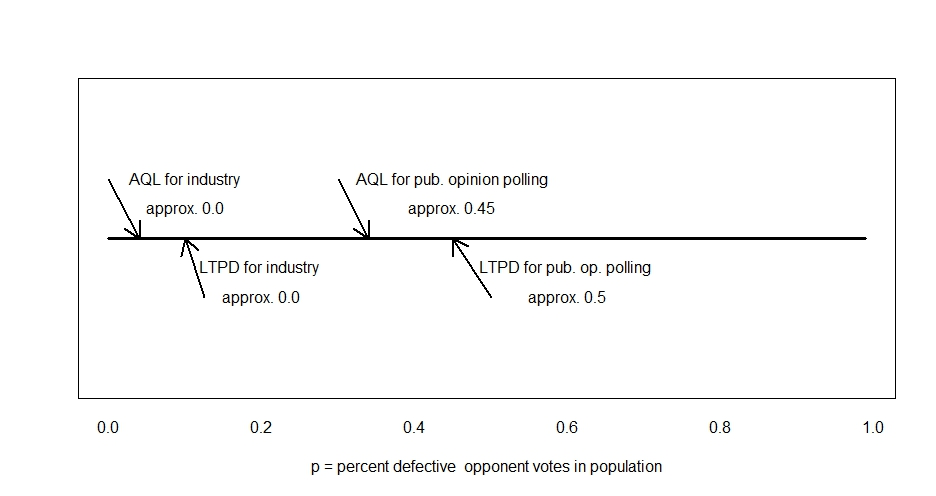 AQL for industry
approx. 0.0
AQL for pub. opinion polling
approx. 0.45
LTPD for industry
approx. 0.0
LTPD for pub. op. polling
approx. 0.5
0.0 0.2 0.4 0.6 0.8 1.0
p = percent defective  opponent votes in population